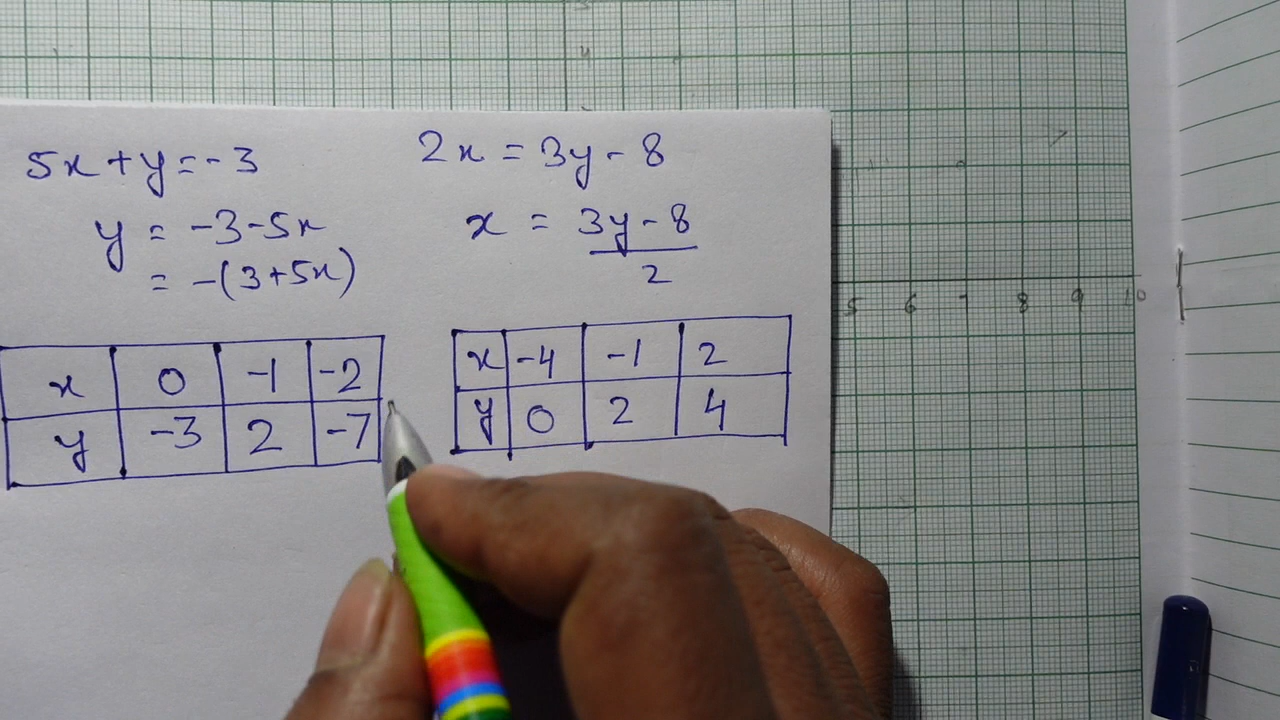 5x + y = -3
y = -3-5x
= -(3+5x)
x 0 -1 -2
y -3 2 -7
2x = 3y - 8
x = 3y - 8
2
x -4 -1 2
y 0 2 4
4
5 6 7 8 9 10